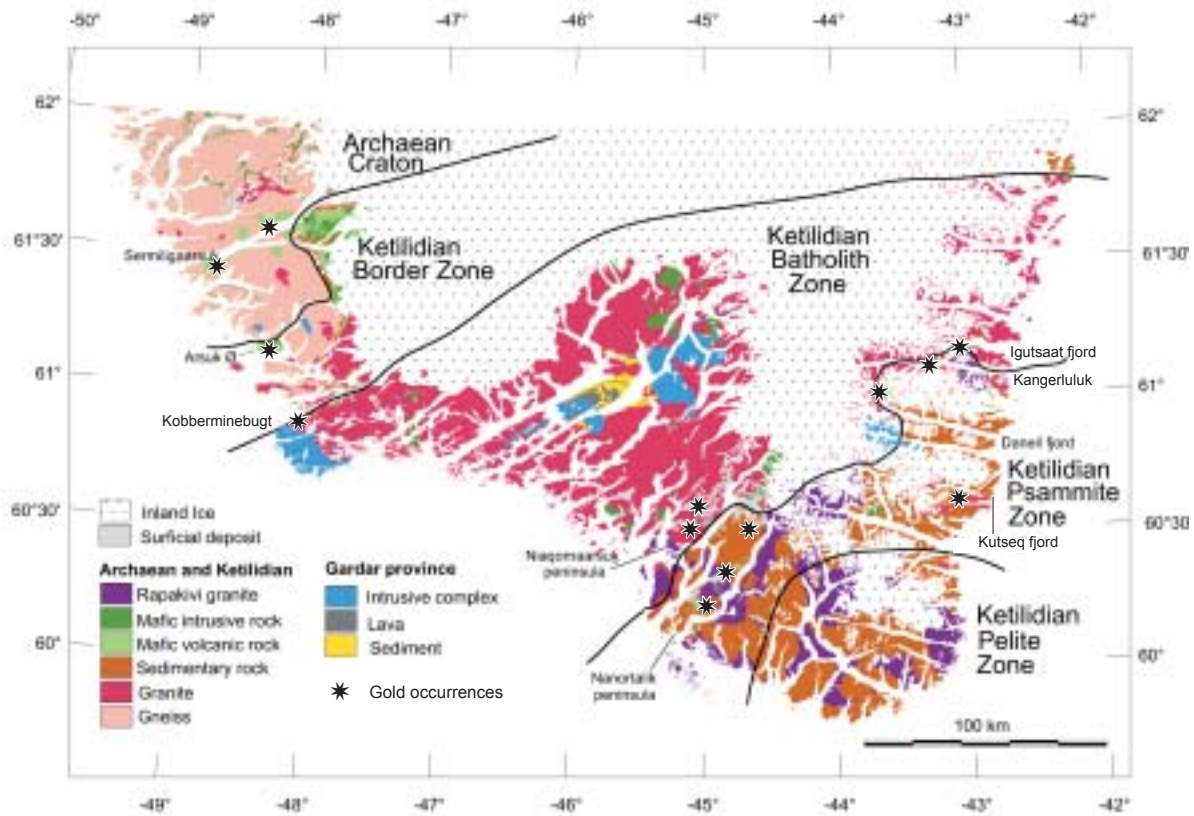 -50° -49° -48° -47° -46° -45° -44° -43° -42°
62° 62°
Archaean
Craton
61°30' 61°30'
Ketilidian
Border Zone
Ketilidian
Batholith
Zone
Arsuk Ø
61° 61°
Igutsaat fjord
Kangerluluk
Kobberminebugt
Daneil fjord
Ketilidian
Psammite
Zone
60°30' 60°30'
Kutseq fjord
Inland Ice
Surficial deposit
Niaqornaarsuk
peninsula
Archaean and Ketilidian
Rapakivi granite
Mafic intrusive rock
Mafic volcanic rock
Sedimentary rock
Granite
Gneiss
Gardar province
Intrusive complex
Lava
Sediment
Gold occurrences
Ketilidian
Pelite
Zone
60° 60°
Nanortalik
peninsula
100 km
-49° -48° -47° -46° -45° -44° -43° -42°